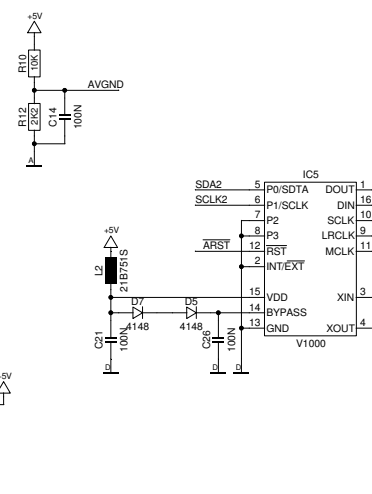 +5V
R10
10K
AVGND
R12
2K2
C14
100N
A
IC5
SDA2 5 P0/SDTA DOUT 1
SCLK2 6 P1/SCLK DIN 16
7 P2 SCLK 10
8 P3 LRCLK 9
ARST 12 RST MCLK 11
2 INT/EXT
+5V
L2
21B751S
15 VDD XIN 3
D7
D5
14 BYPASS
4148
4148
13 GND XOUT 4
C21
100N
C26
100N
V1000
D
D
D
5V